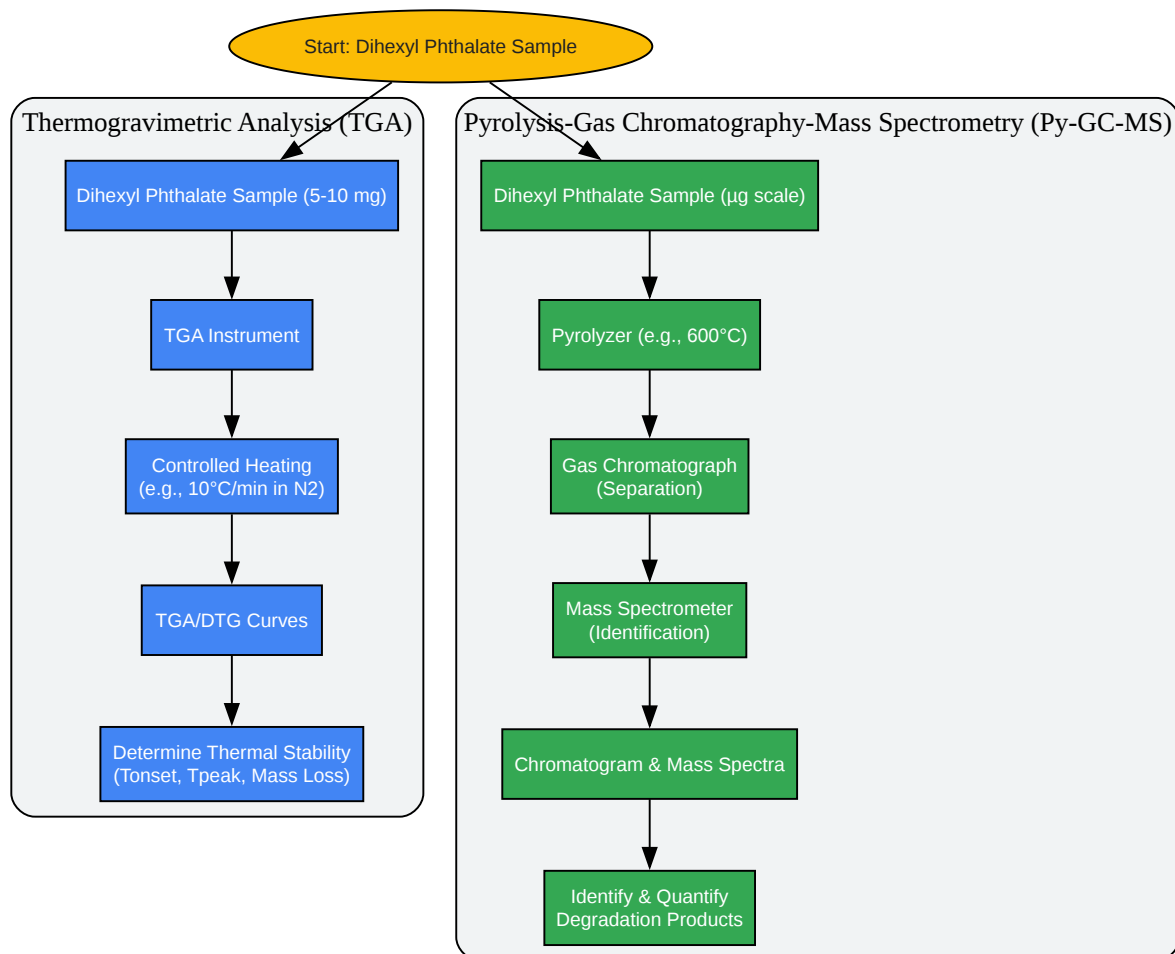 Start: Dihexyl Phthalate Sample
Thermogravimetric Analysis (TGA)
Dihexyl Phthalate Sample (5-10 mg)
TGA Instrument
Controlled Heating
(e.g., 10°C/min in N2)
TGA/DTG Curves
Determine Thermal Stability
(Tonset, Tpeak, Mass Loss)
Pyrolysis-Gas Chromatography-Mass Spectrometry (Py-GC-MS)
Dihexyl Phthalate Sample (µg scale)
Pyrolyzer (e.g., 600°C)
Gas Chromatograph
(Separation)
Mass Spectrometer
(Identification)
Chromatogram & Mass Spectra
Identify & Quantify
Degradation Products